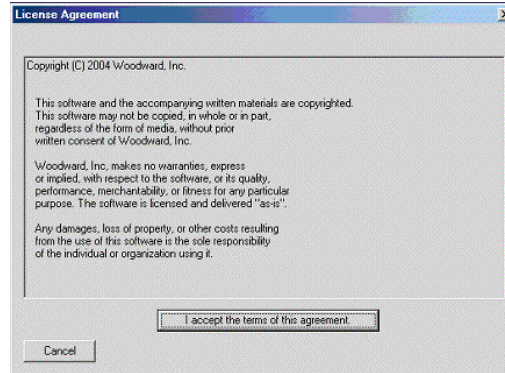 License Agreement
Copyright (C) 2004 Woodward, Inc.
This software and the accompanying written materials are copyrighted.
This software may not be copied, in whole or in part,
regardless of the form of media, without prior
written consent of Woodward, Inc.
Woodward, Inc, makes no warranties, express
or implied, with respect to the software, or its quality,
performance, merchantability, or fitness for any particular
purpose. The software is licensed and delivered "as-is".
Any damages, loss of property, or other costs resulting
from the use of this software is the sole responsibility
of the individual or organization using it.
I accept the terms of this agreement.
Cancel